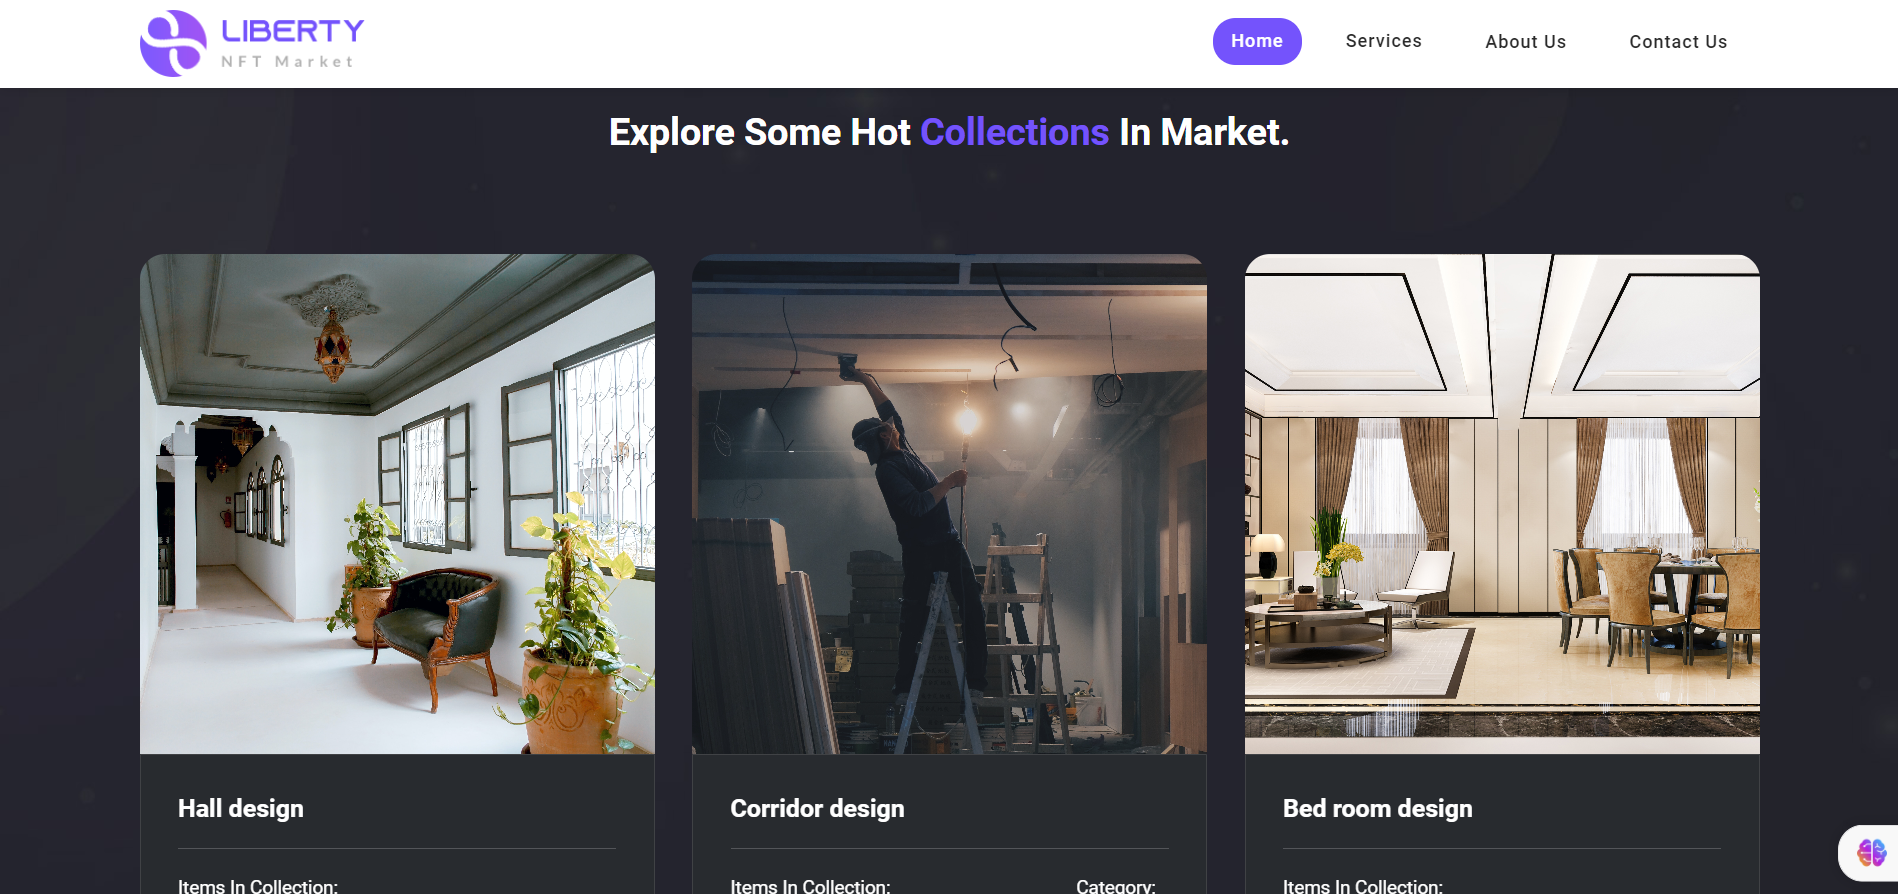 LIBERTY
NFT Market
Home
Services
About Us
Contact Us
Explore Some Hot Collections In Market.
Hall design
Corridor design
Bed room design
Items In Collection:
Items In Collection:
Category:
Items In Collection: